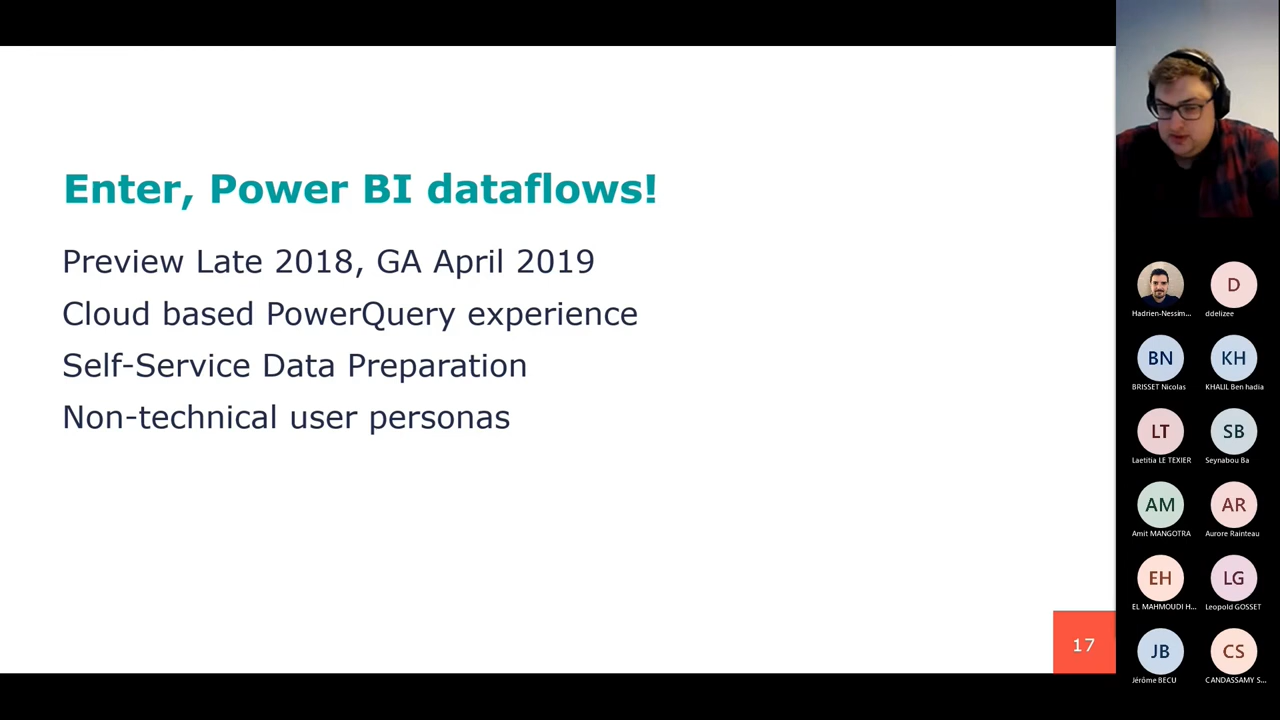 Enter, Power BI dataflows!
Preview Late 2018, GA April 2019
Cloud based PowerQuery experience
Self-Service Data Preparation
Non-technical user personas
17
Hadrien-Nessim...
D
ddelizee
BN
BRISSET Nicolas
KH
KHALIL Ben hadia
LT
Laetitia LE TEXIER
SB
Seynabou Ba
AM
Amit MANGOTRA
AR
Aurore Rainteau
EH
EL MAHMOUDI H...
LG
Leopold GOSSET
JB
Jérôme BECU
CS
CANDASSAMY S...